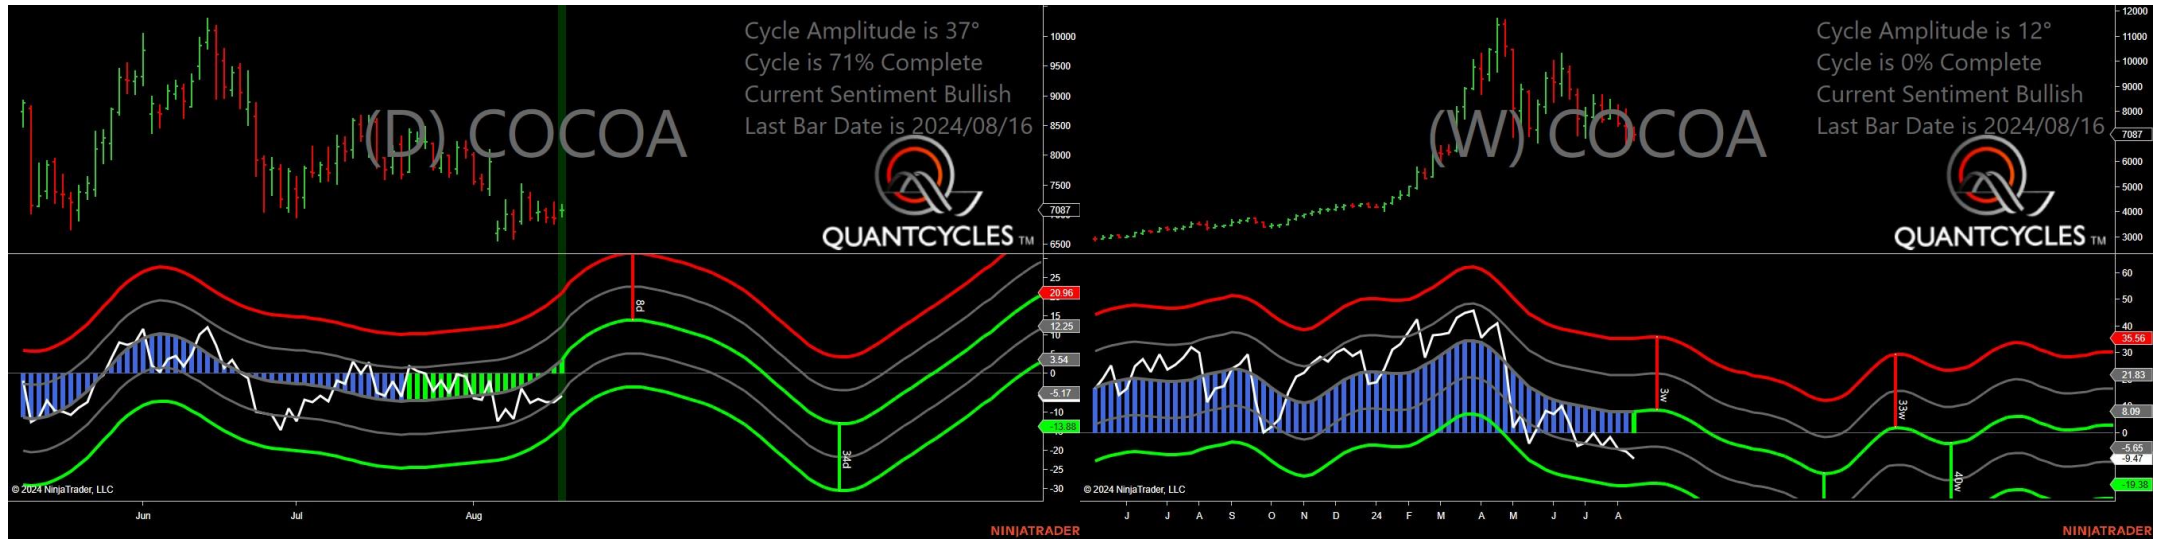 Cycle Amplitude is 37°
Cycle is 71% Complete
Current Sentiment Bullish
Last Bar Date is 2024/08/16
(D) COCOA
QUANTCYCLES TM
10000
9500
9000
8500
8000
7500
7087
6500
8d
34d
25
20.96
15
12.25
10
3.54
0
-5.17
-10
-13.88
-20
-25
-30
© 2024 NinjaTrader, LLC
Jun
Jul
Aug
NINJATRADER
Cycle Amplitude is 12°
Cycle is 0% Complete
Current Sentiment Bullish
Last Bar Date is 2024/08/16
(W) COCOA
QUANTCYCLES TM
12000
11000
10000
9000
8000
7087
6000
5000
4000
3000
3w
33w
40w
60
50
40
35.56
30
21.83
8.09
0
-5.65
-9.47
-19.38
© 2024 NinjaTrader, LLC
J J A S O N D 24 F M A M J J A
NINJATRADER